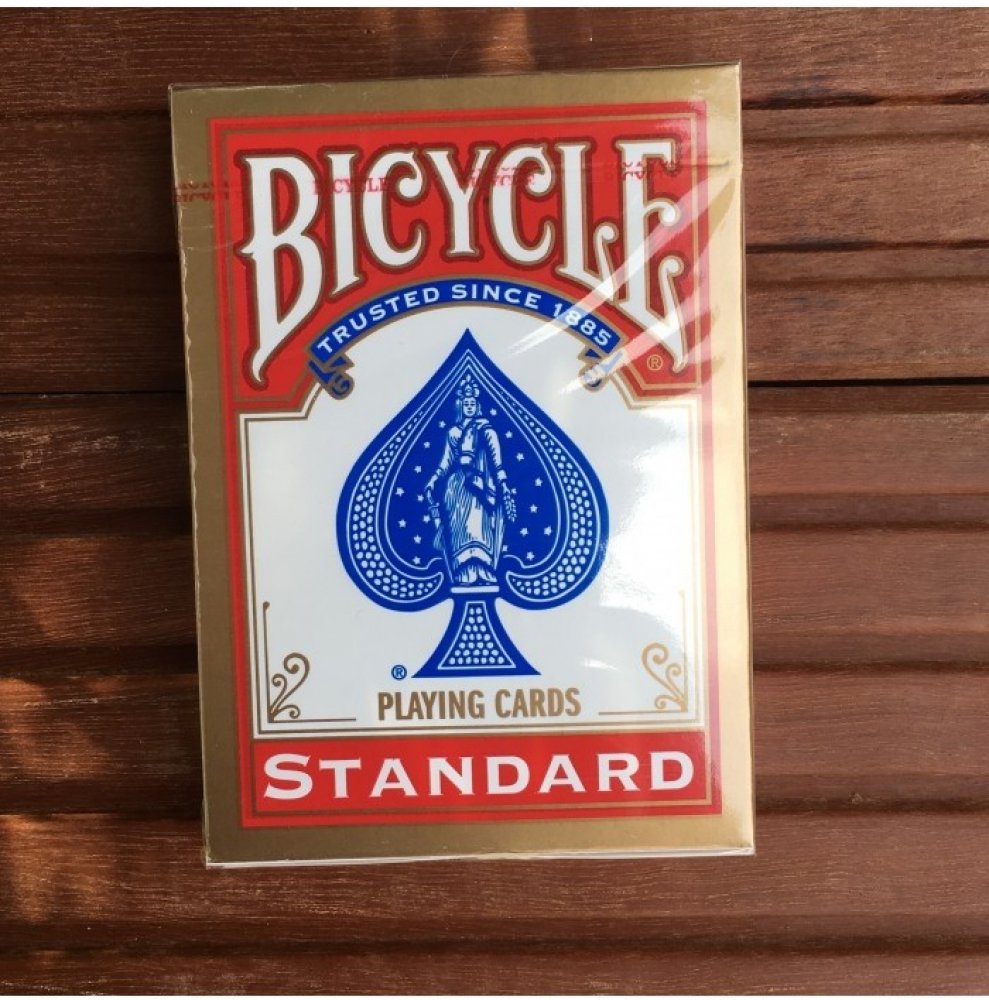 BICYCLE
TRUSTED SINCE 1885
®
®
PLAYING CARDS
STANDARD